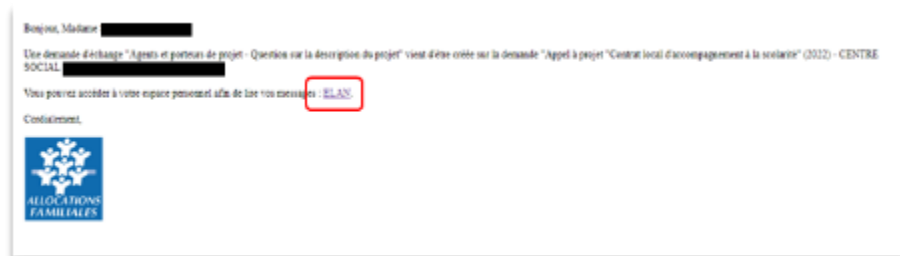 Bonjour, Madame
Une demande d'échange "Agents et porteurs de projet - Question sur la description du projet" vient d'être créée sur la demande "Appel à projet "Contrat local d'accompagnement à la scolarité" (2022) - CENTRE
SOCIAL
Vous pouvez accéder à votre espace personnel afin de lire vos messages : ELAN.
Cordialement,
ALLOCATIONS
FAMILIALES